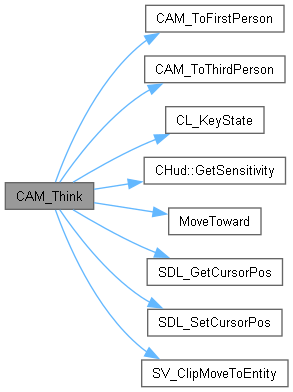 CAM_ToFirstPerson
CAM_ToThirdPerson
CL_KeyState
CHud::GetSensitivity
CAM_Think
MoveToward
SDL_GetCursorPos
SDL_SetCursorPos
SV_ClipMoveToEntity